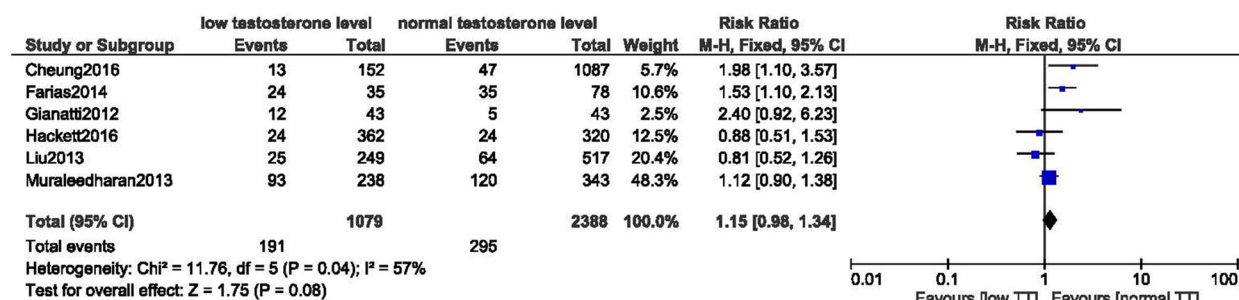 low testosterone level normal testosterone level Risk Ratio Risk Ratio
Study or Subgroup Events Total Events Total Weight M-H, Fixed, 95% CI M-H, Fixed, 95% CI
Cheung2016 13 152 47 1087 5.7% 1.98 [1.10, 3.57]
Farias2014 24 35 35 78 10.6% 1.53 [1.10, 2.13]
Gianatti2012 12 43 5 43 2.5% 2.40 [0.92, 6.23]
Hackett2016 24 362 24 320 12.5% 0.88 [0.51, 1.53]
Liu2013 25 249 64 517 20.4% 0.81 [0.52, 1.26]
Muraleedharan2013 93 238 120 343 48.3% 1.12 [0.90, 1.38]
Total (95% CI) 1079 2388 100.0% 1.15 [0.98, 1.34]
Total events 191 295
Heterogeneity: Chi² = 11.76, df = 5 (P = 0.04); I² = 57%
Test for overall effect: Z = 1.75 (P = 0.08)
0.01 0.1 1 10 100
Favours [low TT] Favours [normal TT]